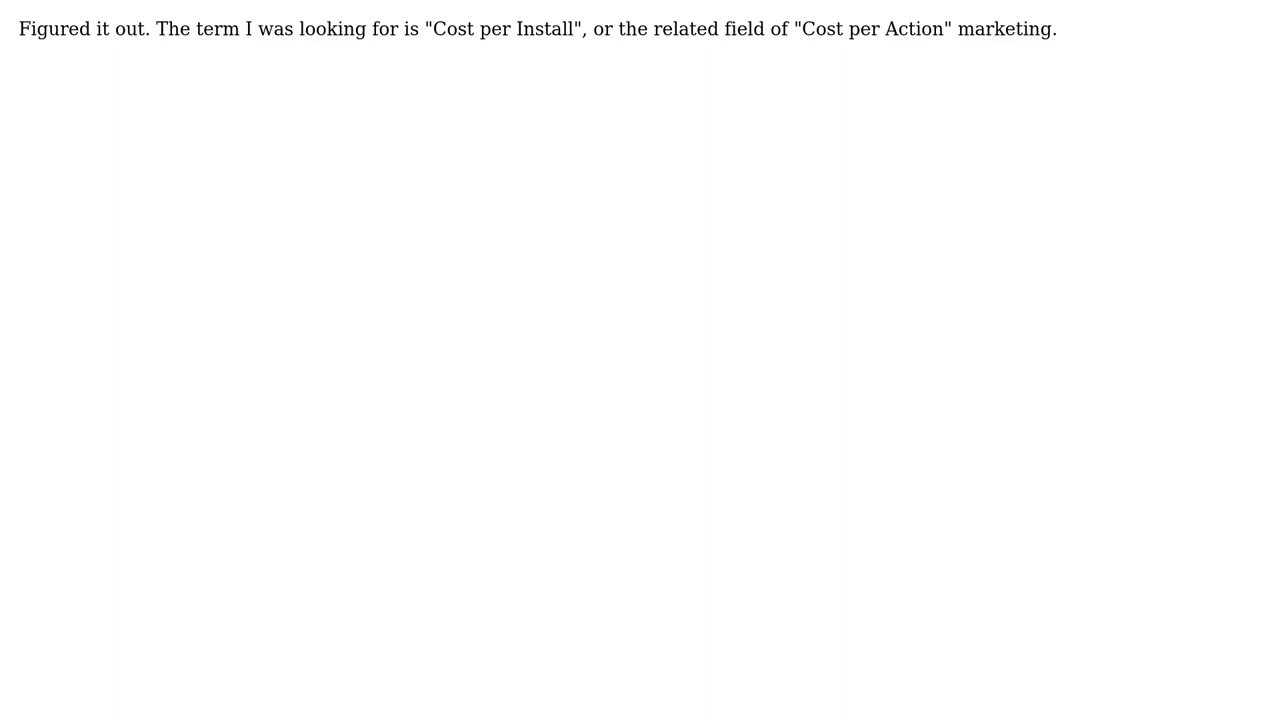 Figured it out. The term I was looking for is "Cost per Install", or the related field of "Cost per Action" marketing.